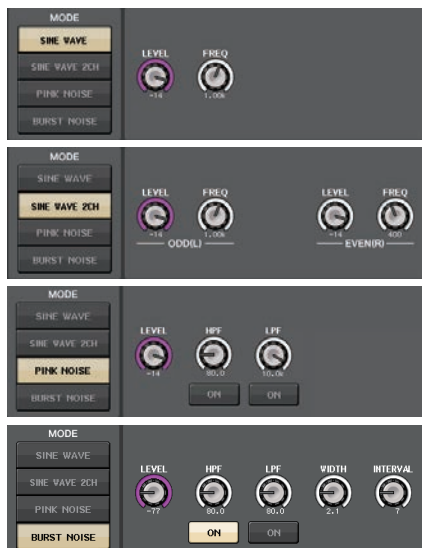 MODE
SINE WAVE
SINE WAVE 2CH
PINK NOISE
BURST NOISE
LEVEL FREQ
-14 1.00k
MODE
SINE WAVE
SINE WAVE 2CH
PINK NOISE
BURST NOISE
LEVEL FREQ LEVEL FREQ
-14 1.00k -14 400
ODD(L) EVEN(R)
MODE
SINE WAVE
SINE WAVE 2CH
PINK NOISE
BURST NOISE
LEVEL HPF LPF
-14 80.0 10.0k
ON ON
MODE
SINE WAVE
SINE WAVE 2CH
PINK NOISE
BURST NOISE
LEVEL HPF LPF WIDTH INTERVAL
-77 80.0 80.0 2.1 7
ON ON